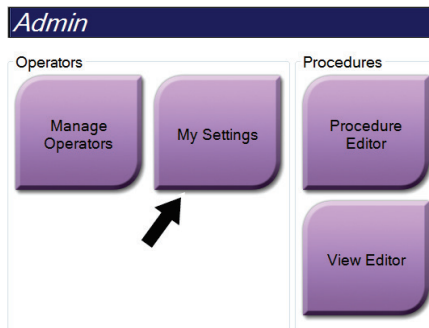 Admin
Operators
Procedures
Manage
Operators
My Settings
Procedure
Editor
View Editor